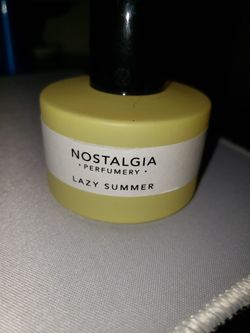 NOSTALGIA
• PERFUMERY •
LAZY SUMMER